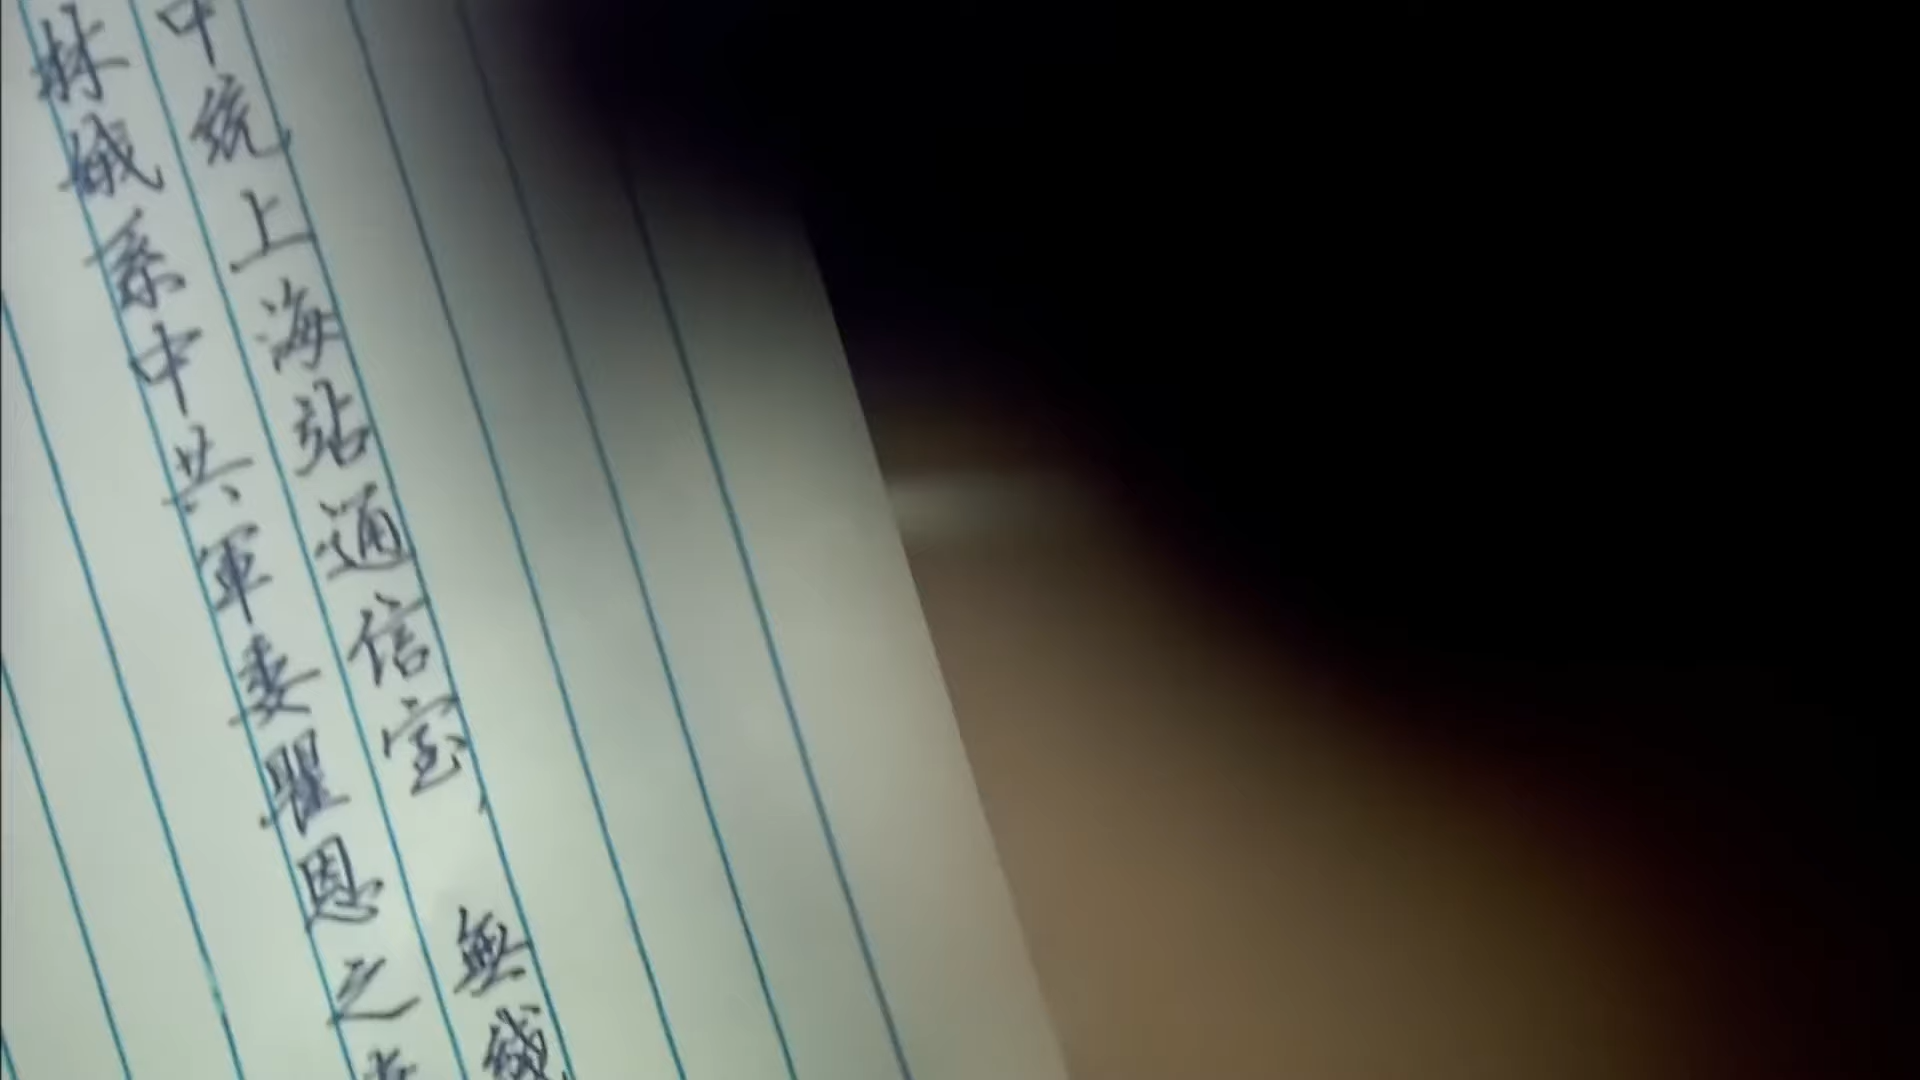 中统上海站通信室 無线
林娥系中共軍委瞿恩之